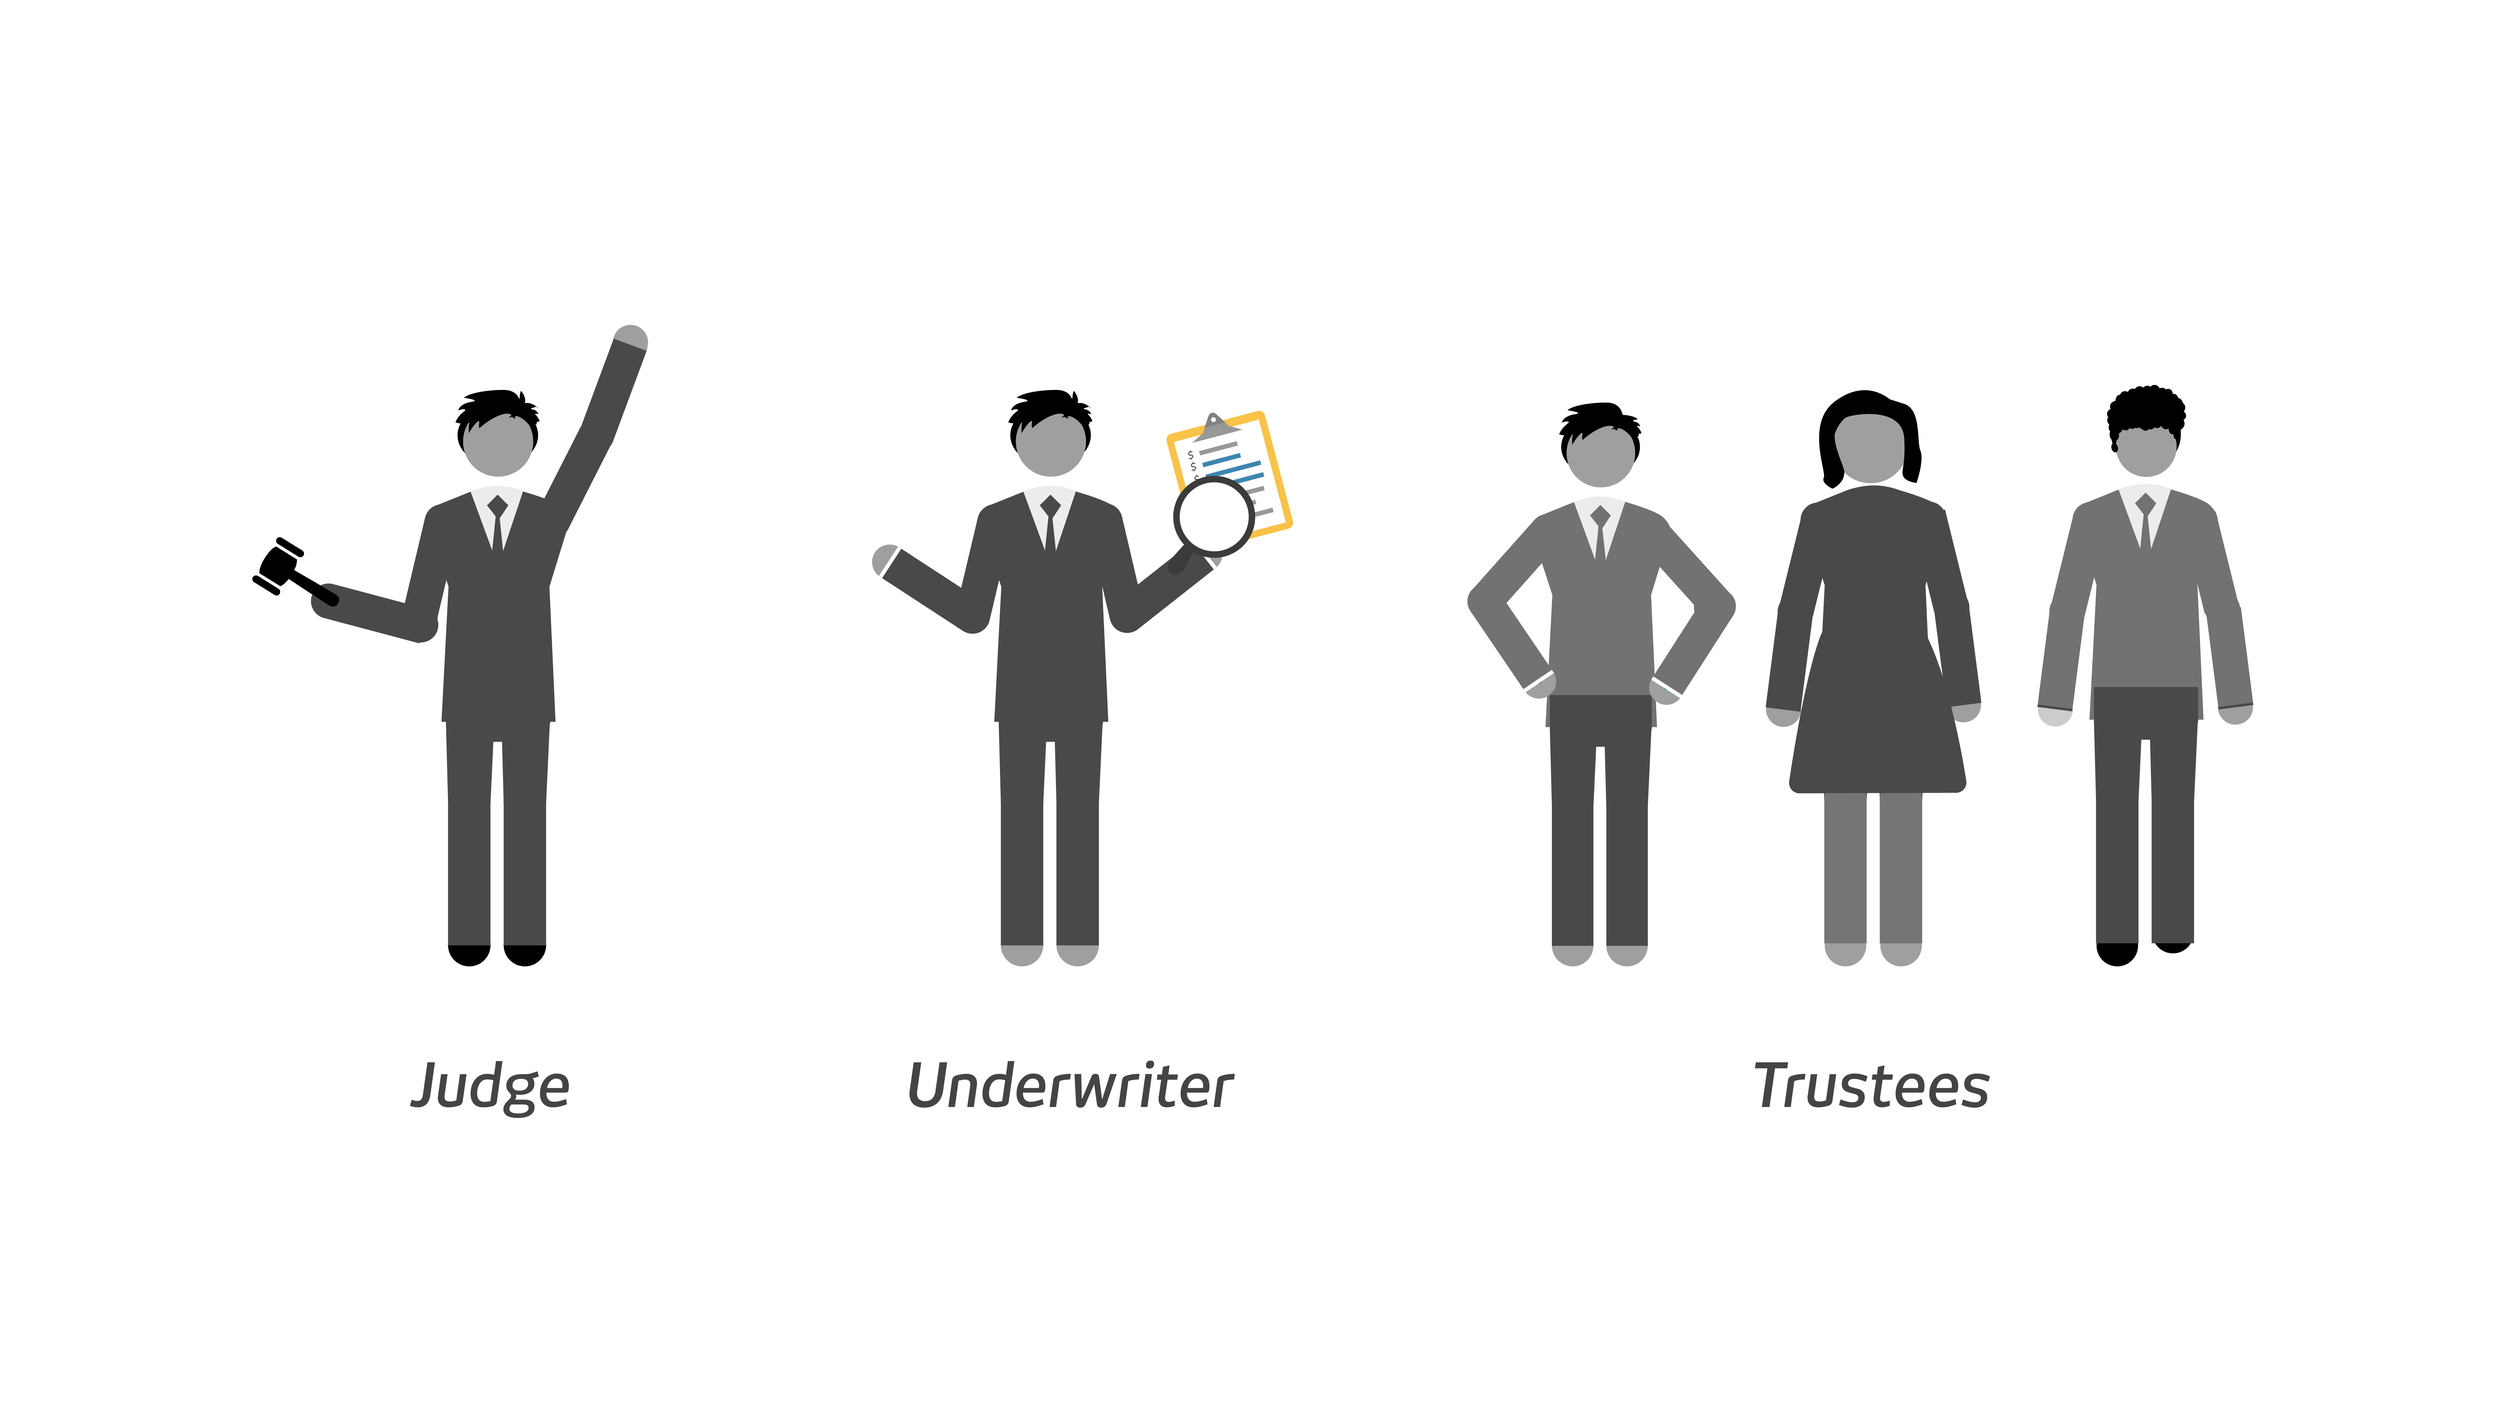 $
$
$
Judge
Underwriter
Trustees